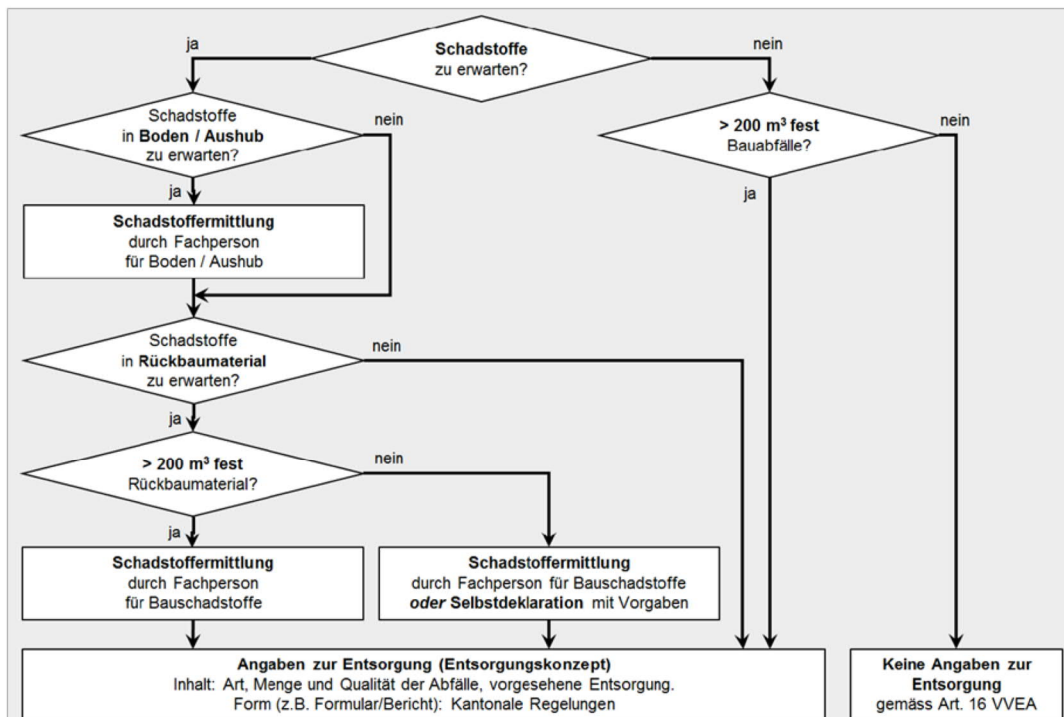 Schadstoffe
zu erwarten?
ja
nein
Schadstoffe
in Boden / Aushub
zu erwarten?
nein
ja
> 200 m³ fest
Bauabfälle?
nein
ja
Schadstoffermittlung
durch Fachperson
für Boden / Aushub
Schadstoffe
in Rückbaumaterial
zu erwarten?
nein
ja
> 200 m³ fest
Rückbaumaterial?
nein
ja
Schadstoffermittlung
durch Fachperson
für Bauschadstoffe
Schadstoffermittlung
durch Fachperson für Bauschadstoffe
oder Selbstdeklaration mit Vorgaben
Angaben zur Entsorgung (Entsorgungskonzept)
Inhalt: Art, Menge und Qualität der Abfälle, vorgesehene Entsorgung.
Form (z.B. Formular/Bericht): Kantonale Regelungen
Keine Angaben zur
Entsorgung
gemäss Art. 16 VVEA